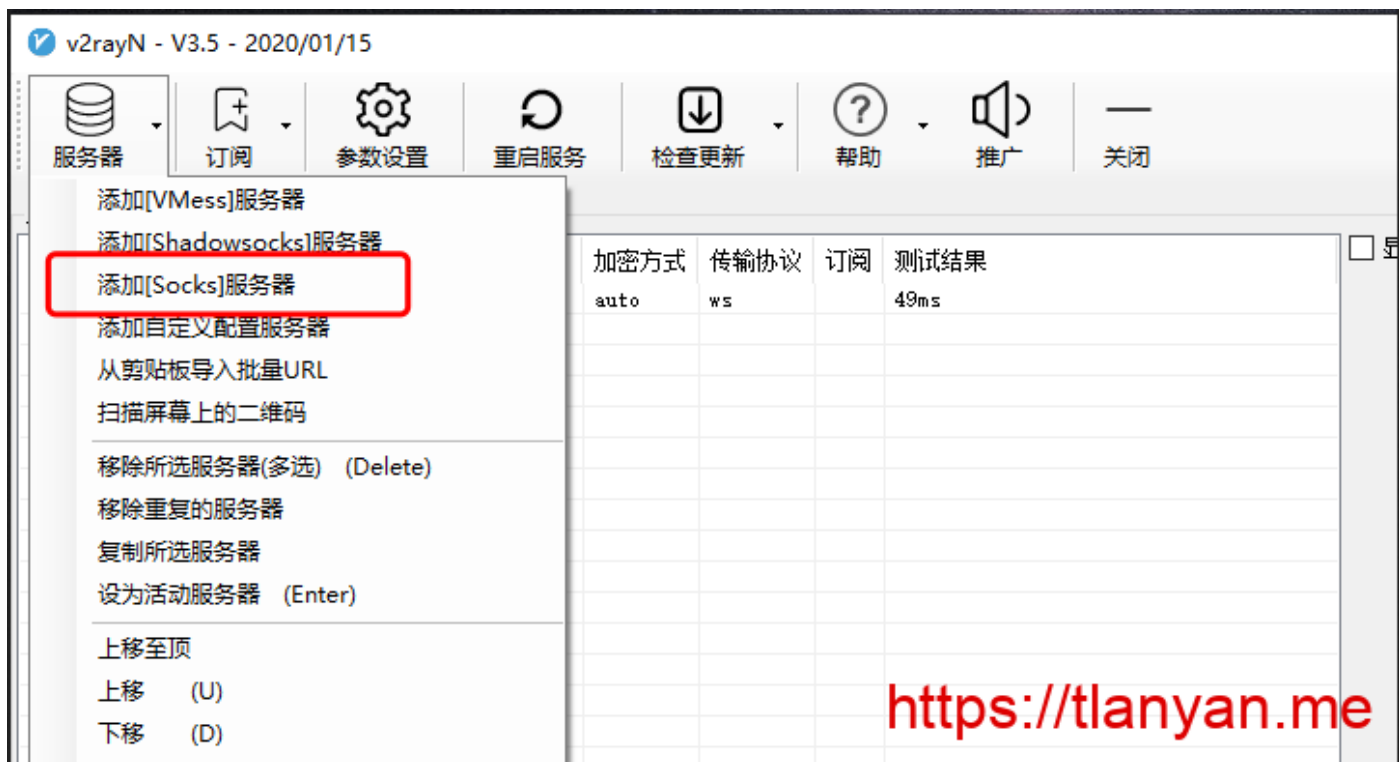 v2rayN - V3.5 - 2020/01/15
服务器 订阅 参数设置 重启服务 检查更新 帮助 推广 关闭
添加[VMess]服务器
添加[Shadowsocks]服务器
添加[Socks]服务器
添加自定义配置服务器
从剪贴板导入批量URL
扫描屏幕上的二维码
移除所选服务器(多选) (Delete)
移除重复的服务器
复制所选服务器
设为活动服务器 (Enter)
上移至顶
上移 (U)
下移 (D)
加密方式 传输协议 订阅 测试结果
auto ws 49ms
https://tlanyan.me